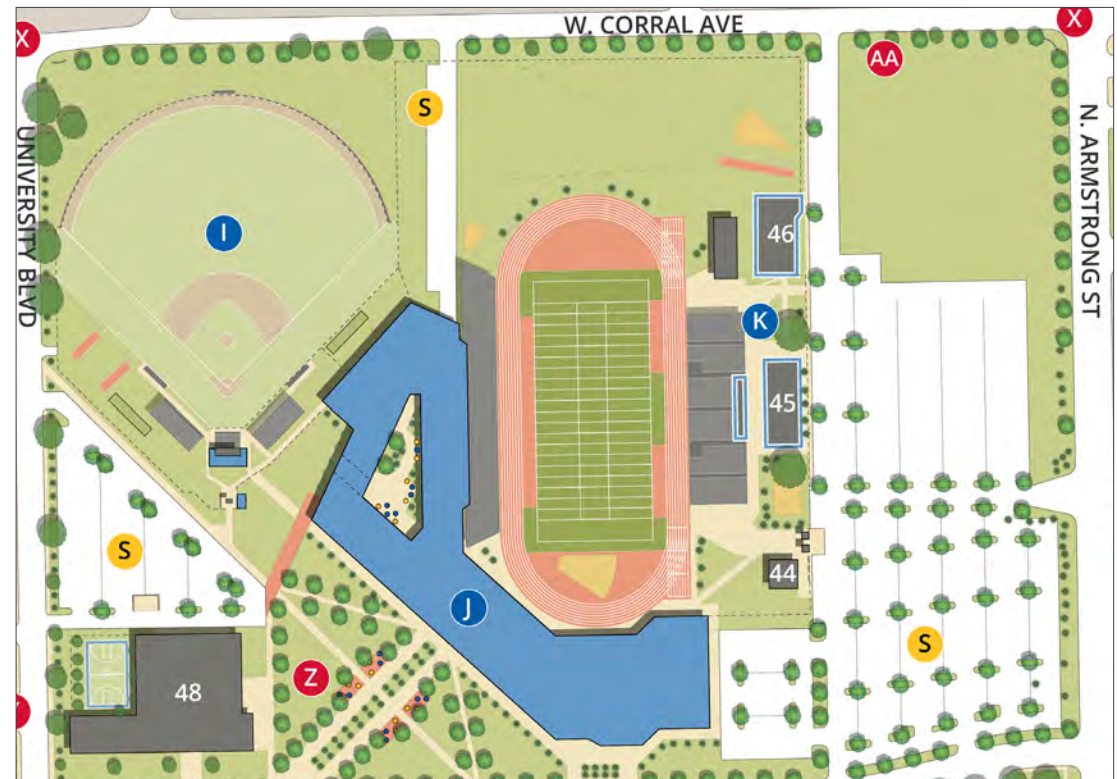 W. CORRAL AVE
X
X
AA
S
N. ARMSTRONG ST
UNIVERSITY BLVD
I
46
K
45
S
44
J
S
Z
48